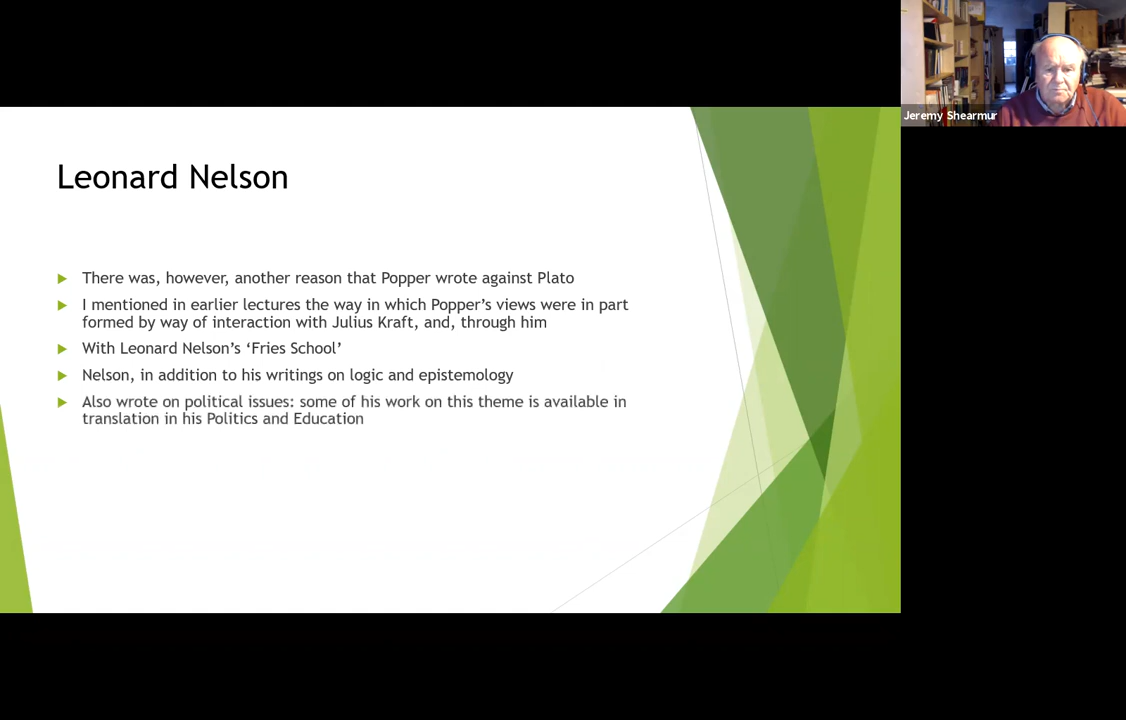 Jeremy Shearmur
Leonard Nelson
There was, however, another reason that Popper wrote against Plato
I mentioned in earlier lectures the way in which Popper’s views were in part
formed by way of interaction with Julius Kraft, and, through him
With Leonard Nelson’s ‘Fries School’
Nelson, in addition to his writings on logic and epistemology
Also wrote on political issues: some of his work on this theme is available in
translation in his Politics and Education